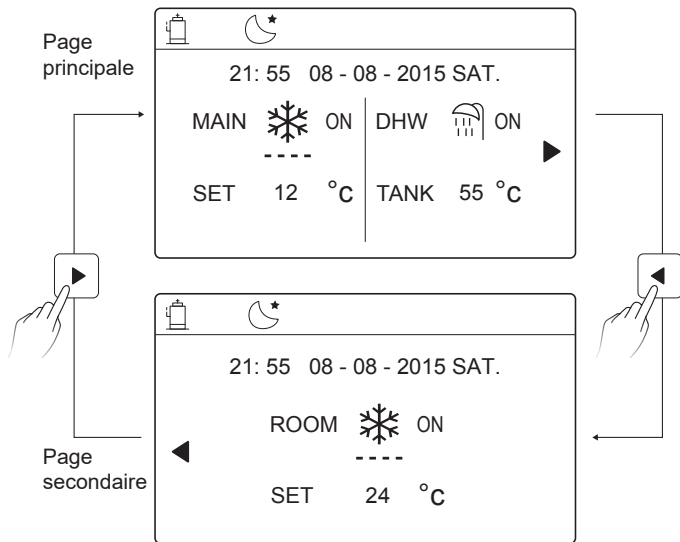 Page
principale
21: 55 08 - 08 - 2015 SAT.
MAIN ON DHW ON
SET 12 °C TANK 55 °C
21: 55 08 - 08 - 2015 SAT.
ROOM ON
Page
secondaire
SET 24 °C